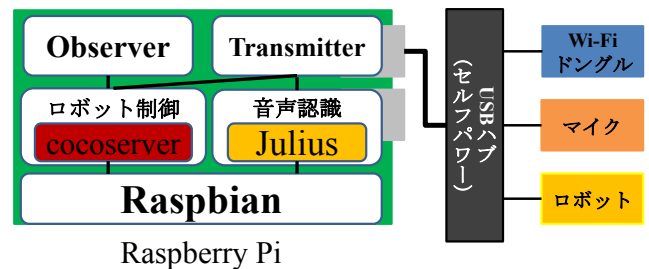 Observer
Transmitter
ロボット制御
cocoserver
音声認識
Julius
Raspbian
Raspberry Pi
USBハブ
(セルフパワー)
Wi-Fi
ドングル
マイク
ロボット